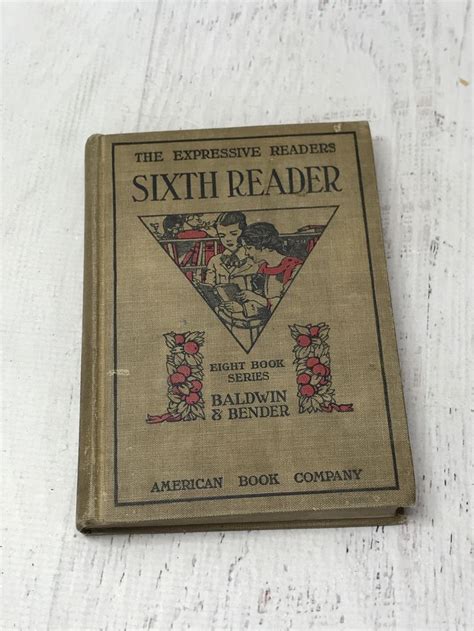 THE EXPRESSIVE READERS
SIXTH READER
EIGHT BOOK
SERIES
BALDWIN
& BENDER
AMERICAN BOOK COMPANY